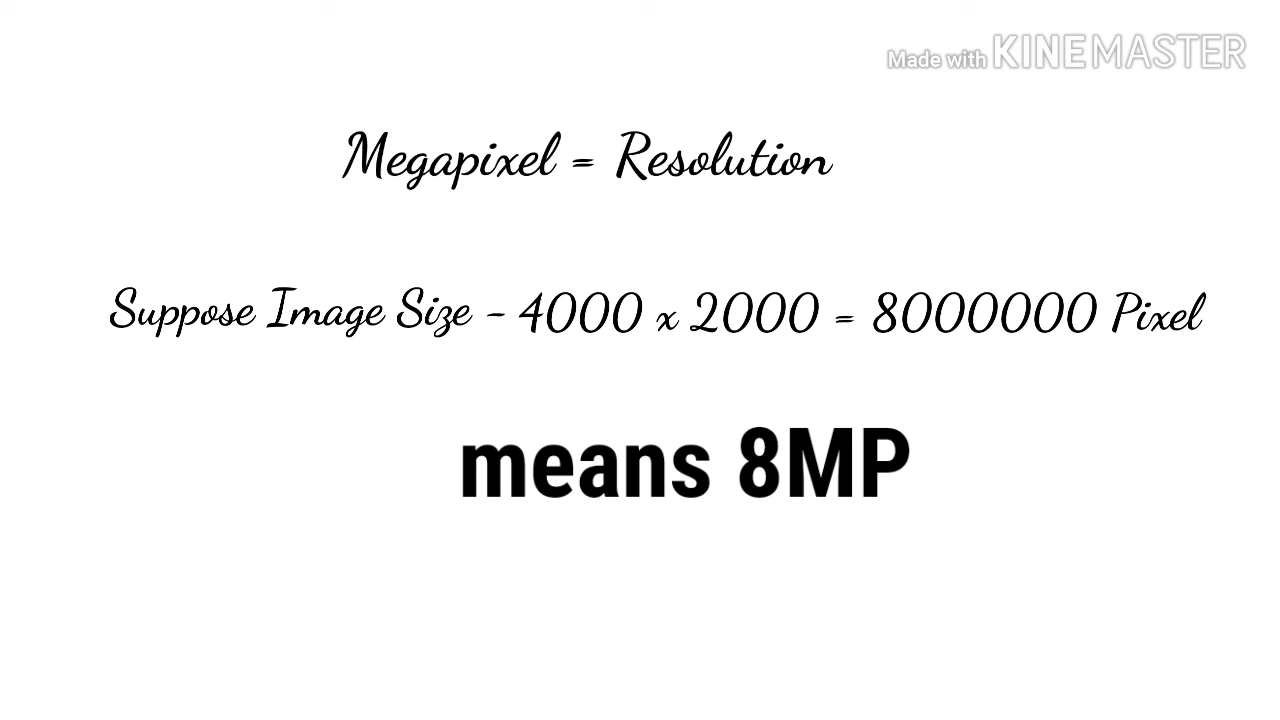 Made with KINEMASTER
Megapixel = Resolution
Suppose Image Size - 4000 x 2000 = 8000000 Pixel
means 8MP